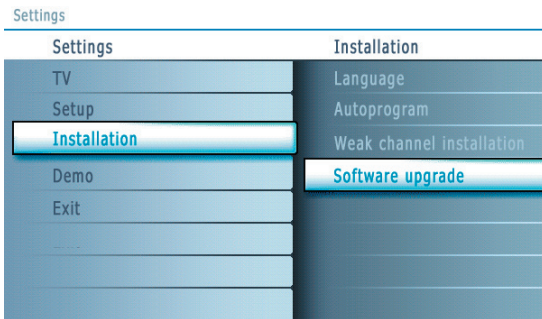 Settings
Settings
Installation
TV
Language
Setup
Autoprogram
Installation
Weak channel installation
Demo
Software upgrade
Exit